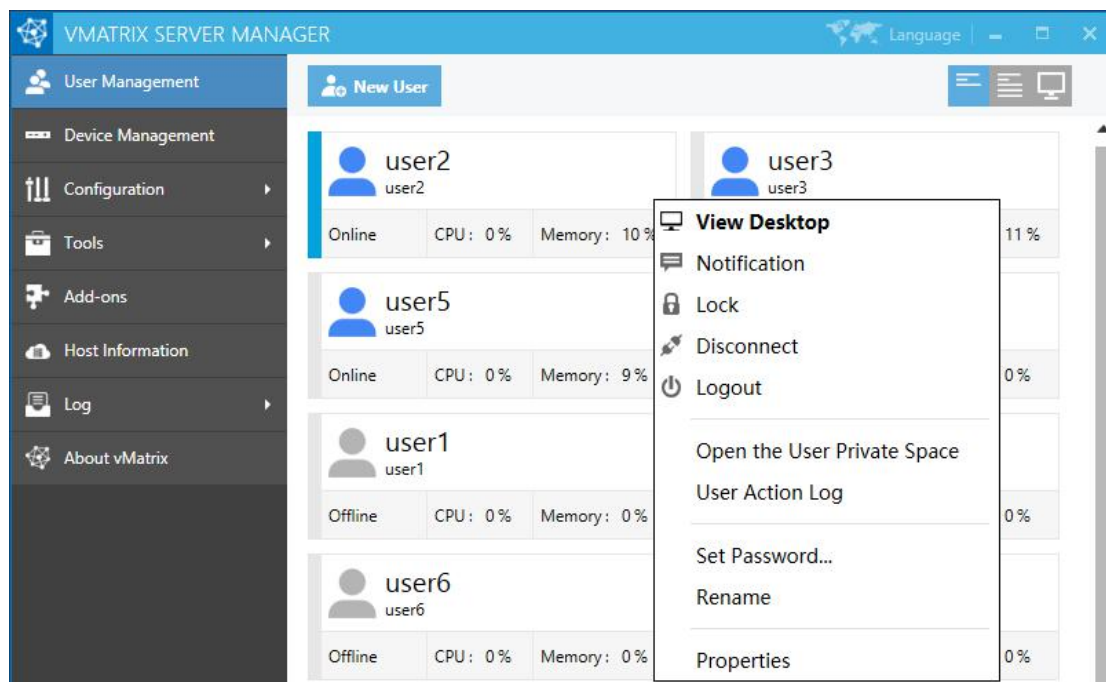 VMATRIX SERVER MANAGER
Language
User Management
Device Management
Configuration
Tools
Add-ons
Host Information
Log
About vMatrix
New User
user2
user2
Online CPU: 0% Memory: 10%
user3
user3
11%
user5
user5
Online CPU: 0% Memory: 9%
0%
user1
user1
Offline CPU: 0% Memory: 0%
0%
user6
user6
Offline CPU: 0% Memory: 0%
0%
View Desktop
Notification
Lock
Disconnect
Logout
Open the User Private Space
User Action Log
Set Password...
Rename
Properties